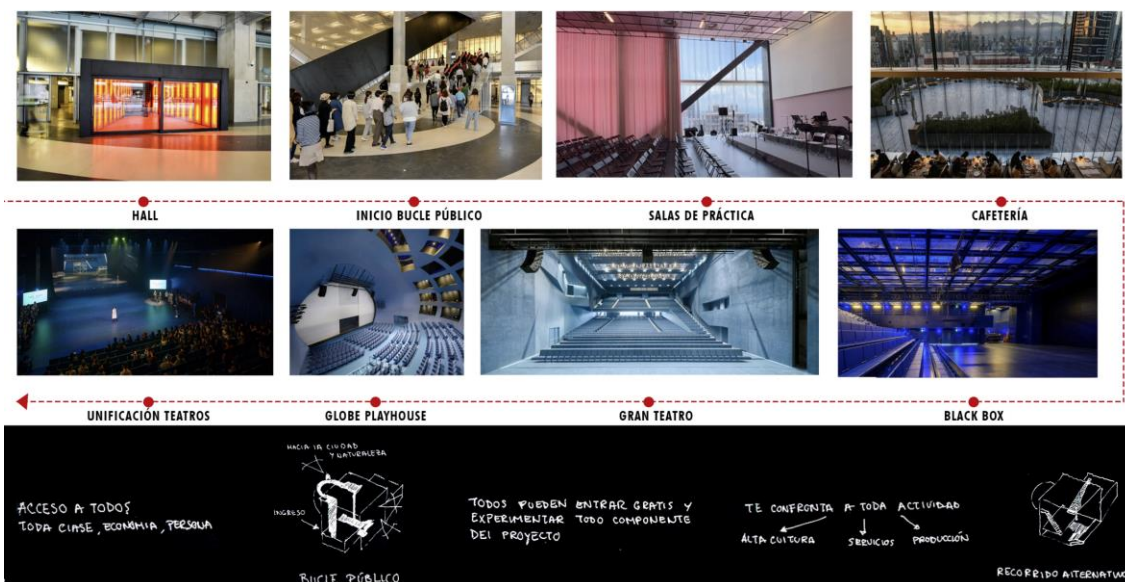 HALL
INICIO BUCLE PÚBLICO
SALAS DE PRÁCTICA
CAFETERÍA
UNIFICACIÓN TEATROS
GLOBE PLAYHOUSE
GRAN TEATRO
BLACK BOX
ACCESO A TODOS
TODA CLASE, ECONOMIA, PERSONA
HACIA LA CIUDAD
Y NATURALEZA
INGRESO
BUCLE PÚBLICO
TODOS PUEDEN ENTRAR GRATIS Y
EXPERIMENTAR TODO COMPONENTE
DEL PROYECTO
TE CONFRONTA A TODA ACTIVIDAD
ALTA CULTURA
SERVICIOS
PRODUCCIÓN
RECORRIDO ALTERNATIVO